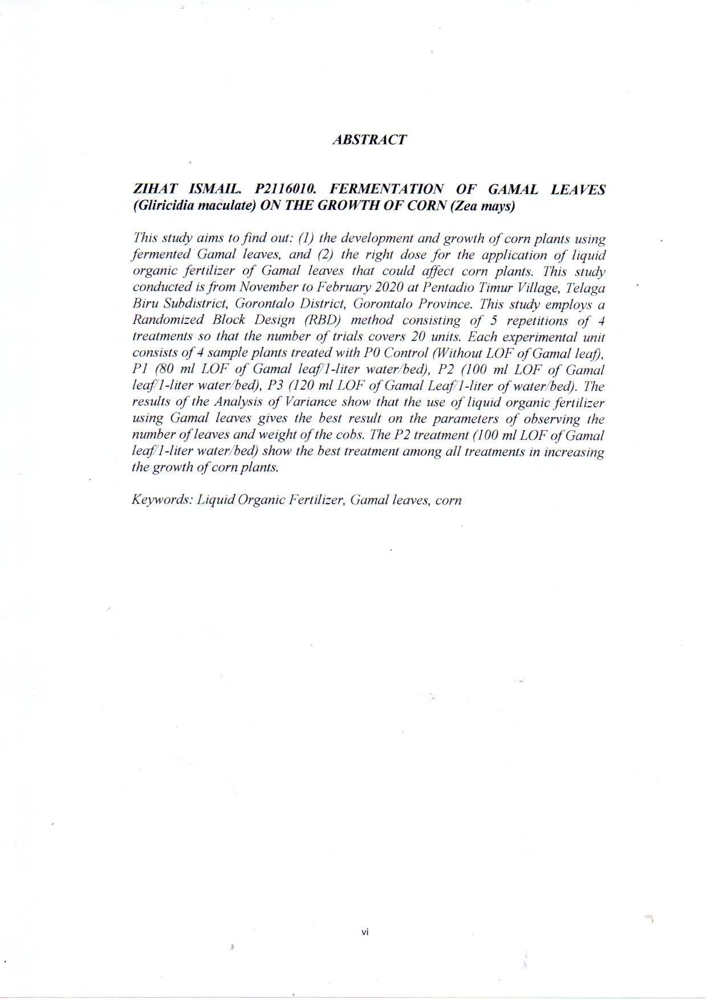 ABSTRACT
ZIHAT ISMAIL. P2116010. FERMENTATION OF GAMAL LEAVES
(Gliricidia maculate) ON THE GROWTH OF CORN (Zea mays)
This study aims to find out: (1) the development and growth of corn plants using
fermented Gamal leaves, and (2) the right dose for the application of liquid
organic fertilizer of Gamal leaves that could affect corn plants. This study
conducted is from November to February 2020 at Pentadio Timur Village, Telaga
Biru Subdistrict, Gorontalo District, Gorontalo Province. This study employs a
Randomized Block Design (RBD) method consisting of 5 repetitions of 4
treatments so that the number of trials covers 20 units. Each experimental unit
consists of 4 sample plants treated with P0 Control (Without LOF of Gamal leaf),
P1 (80 ml LOF of Gamal leaf/1-liter water/bed), P2 (100 ml LOF of Gamal
leaf/1-liter water/bed), P3 (120 ml LOF of Gamal Leaf/1-liter of water/bed). The
results of the Analysis of Variance show that the use of liquid organic fertilizer
using Gamal leaves gives the best result on the parameters of observing the
number of leaves and weight of the cobs. The P2 treatment (100 ml LOF of Gamal
leaf/1-liter water/bed) show the best treatment among all treatments in increasing
the growth of corn plants.
Keywords: Liquid Organic Fertilizer, Gamal leaves, corn
vi